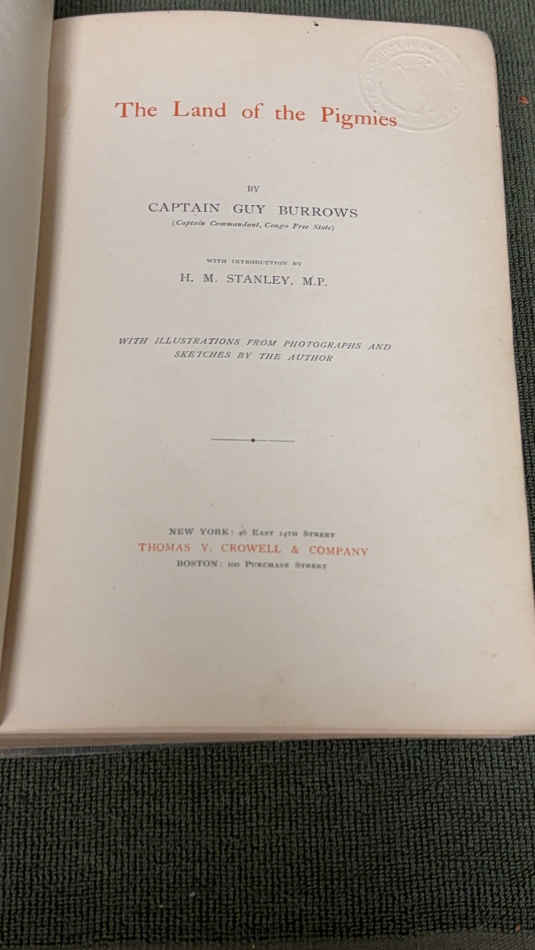 The Land of the Pigmies
BY
CAPTAIN GUY BURROWS
(Captain Commandant, Congo Free State)
WITH INTRODUCTION BY
H. M. STANLEY, M.P.
WITH ILLUSTRATIONS FROM PHOTOGRAPHS AND
SKETCHES BY THE AUTHOR
NEW YORK: 46 EAST 14TH STREET
THOMAS Y. CROWELL & COMPANY
BOSTON: 100 PURCHASE STREET